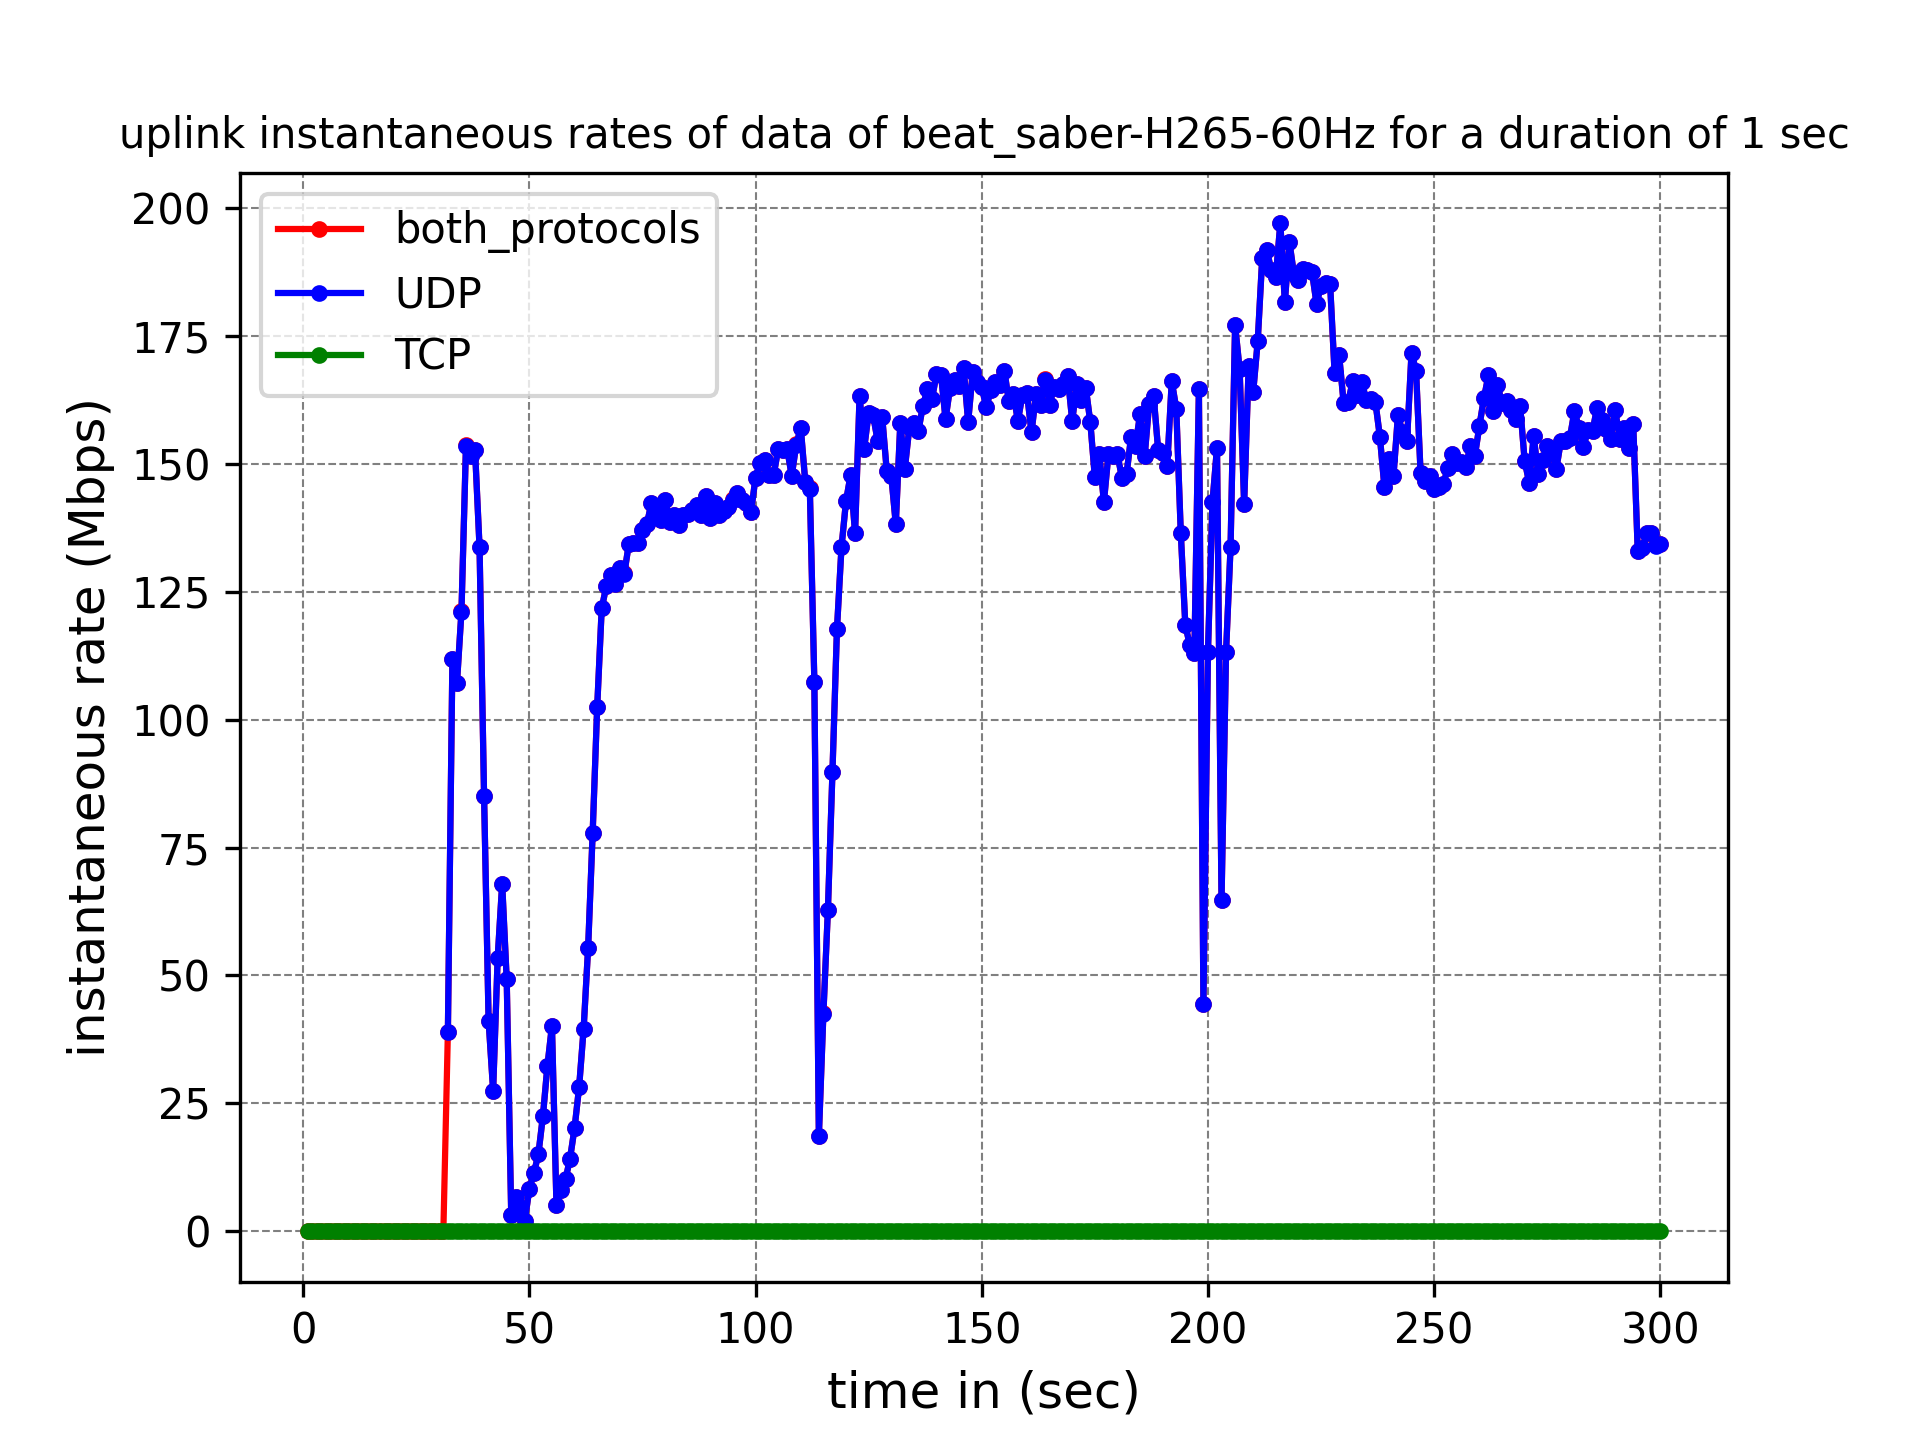 uplink instantaneous rates of data of beat_saber-H265-60Hz for a duration of 1 sec
both_protocols
UDP
TCP
instantaneous rate (Mbps)
200
175
150
125
100
75
50
25
0
0 50 100 150 200 250 300
time in (sec)